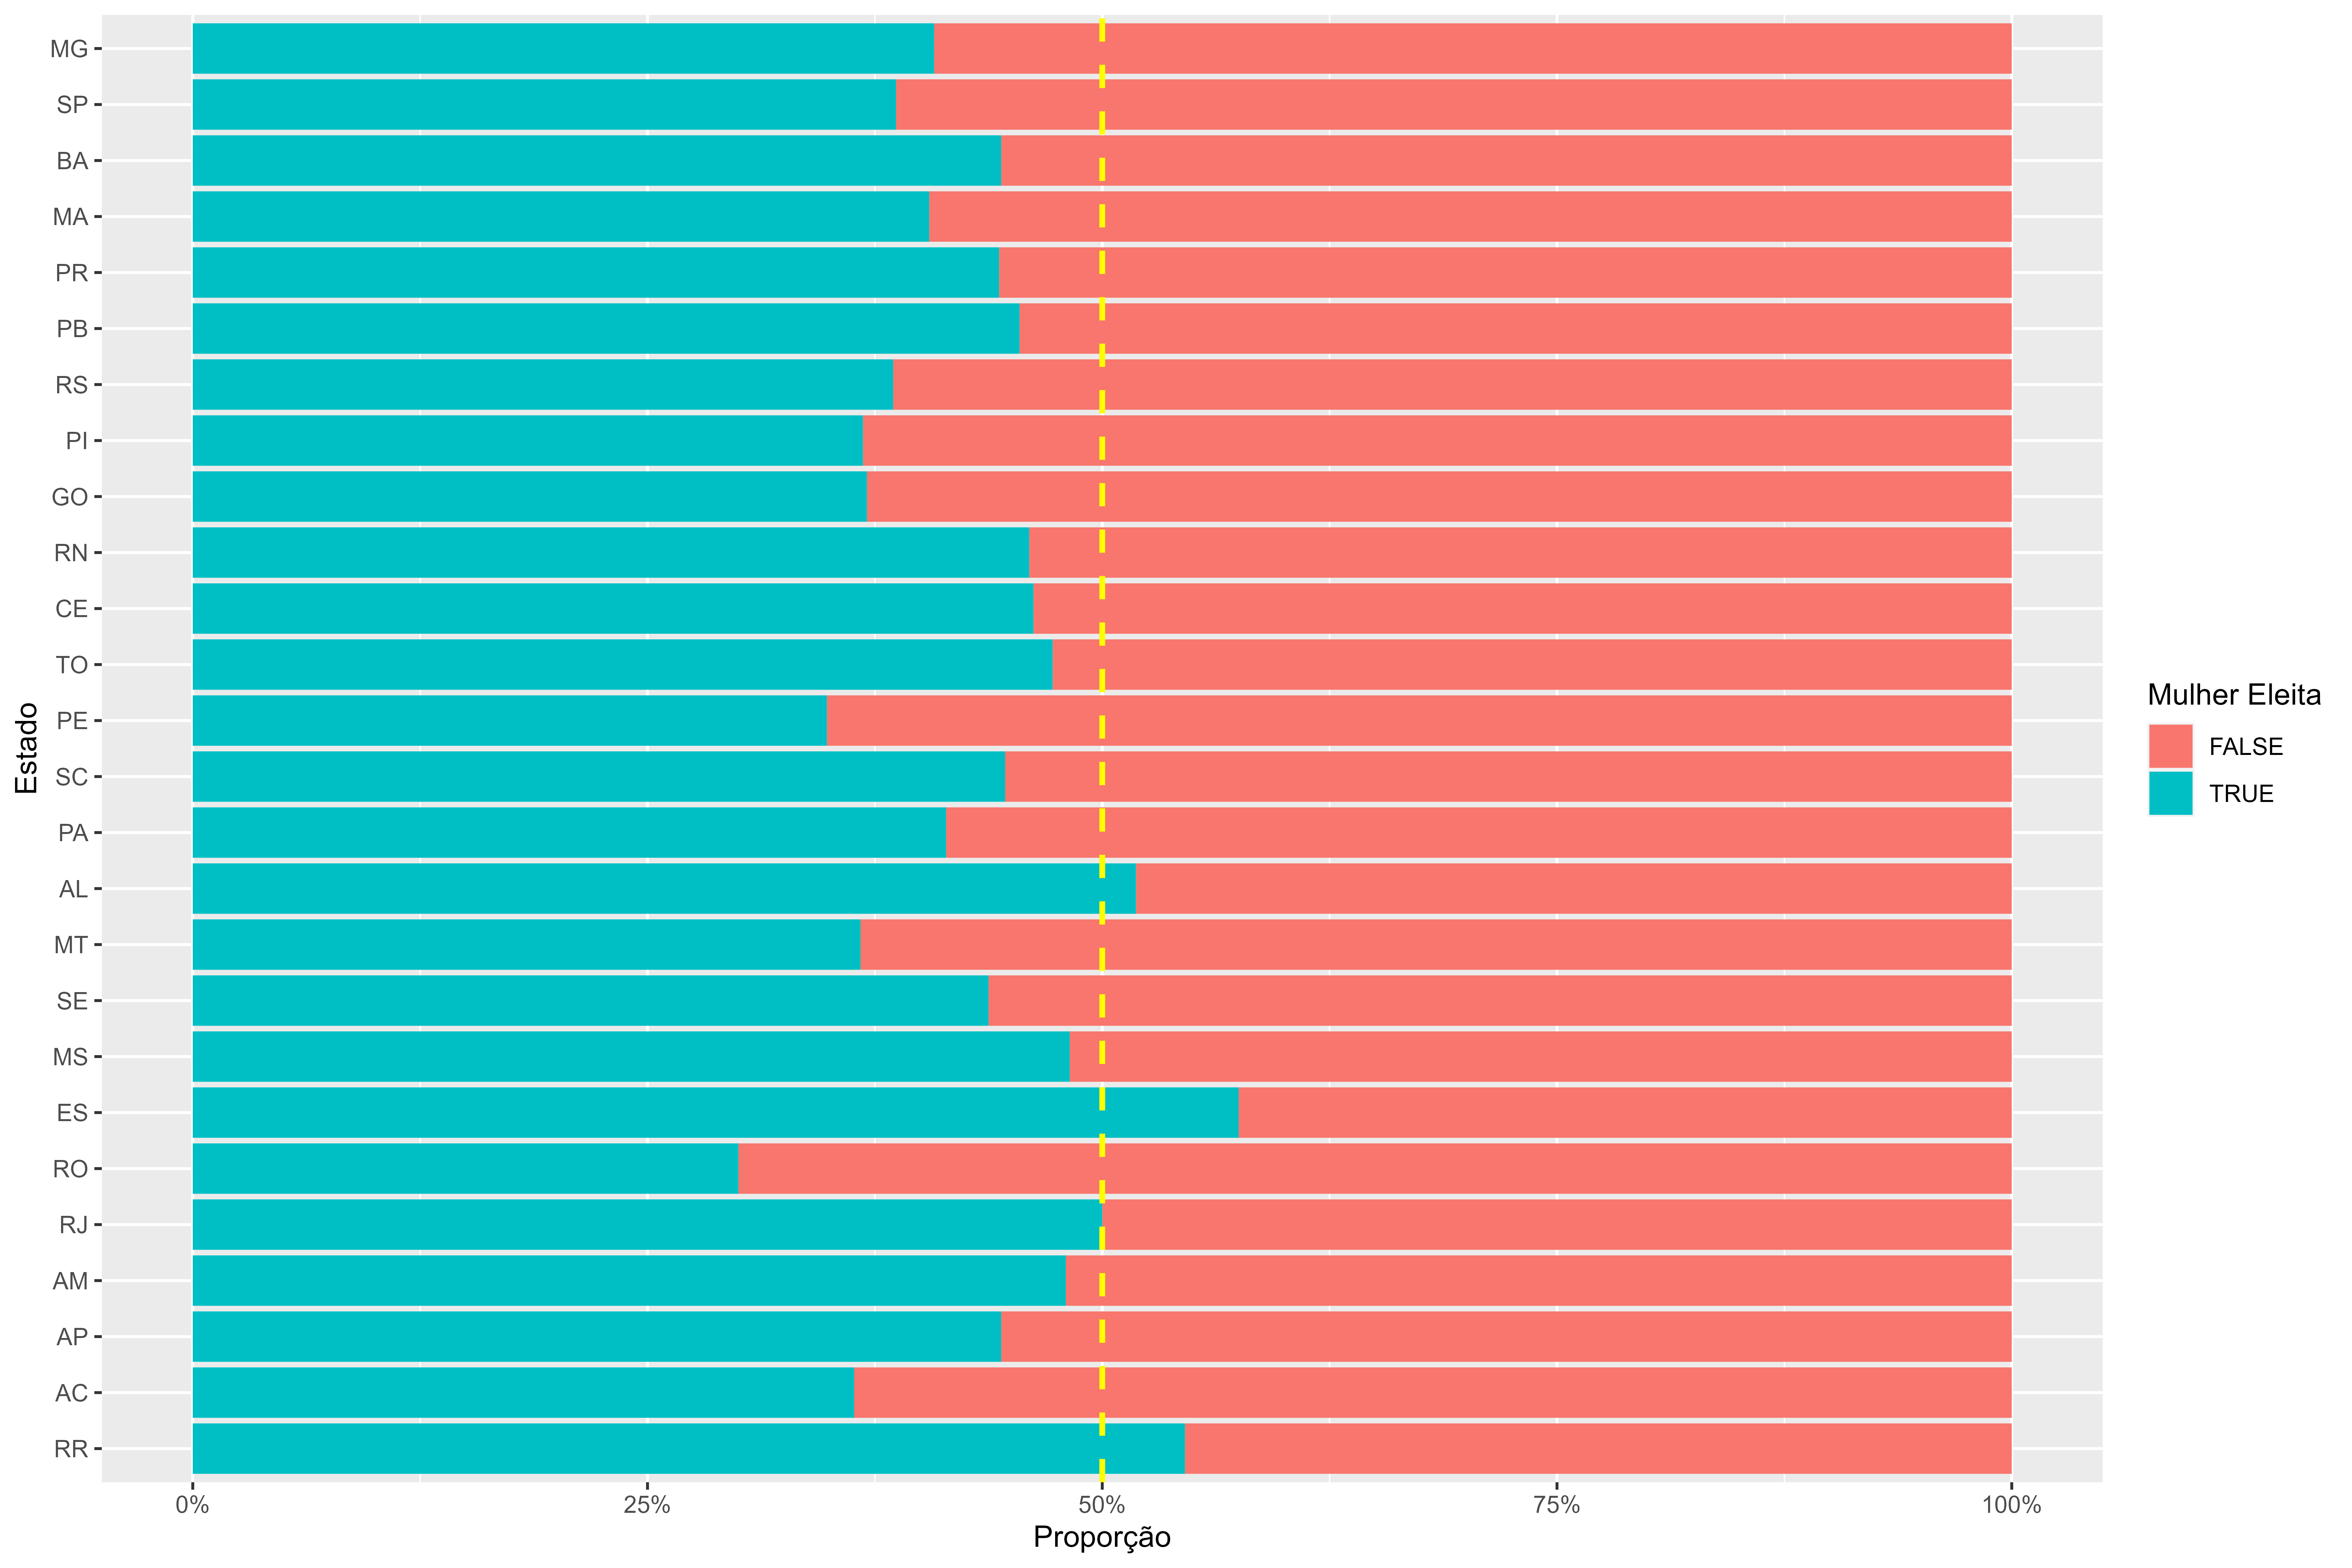 MG
SP
BA
MA
PR
PB
RS
PI
GO
RN
CE
TO
PE
SC
PA
AL
MT
SE
MS
ES
RO
RJ
AM
AP
AC
RR
Estado
0% 25% 50% 75% 100%
Proporção
Mulher Eleita
FALSE
TRUE